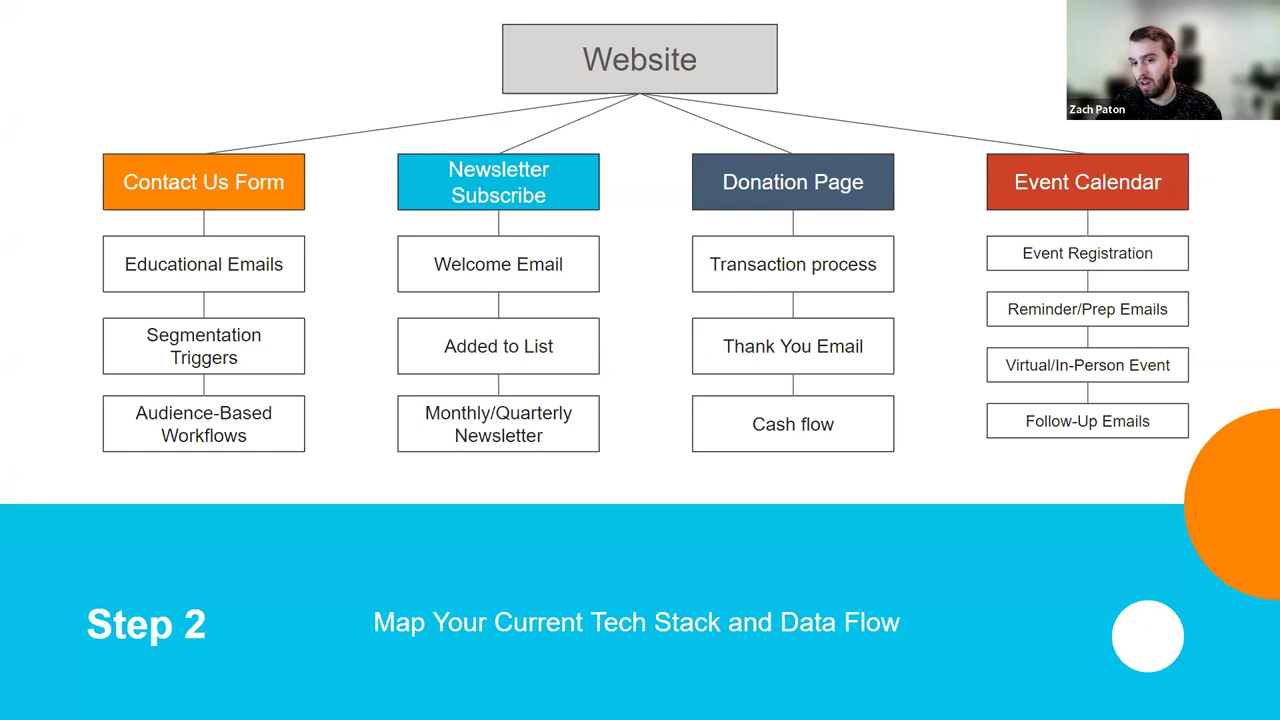 Website
Zach Paton
Contact Us Form
Newsletter
Subscribe
Donation Page
Event Calendar
Educational Emails
Welcome Email
Transaction process
Event Registration
Segmentation
Triggers
Added to List
Thank You Email
Reminder/Prep Emails
Virtual/In-Person Event
Audience-Based
Workflows
Monthly/Quarterly
Newsletter
Cash flow
Follow-Up Emails
Step 2
Map Your Current Tech Stack and Data Flow